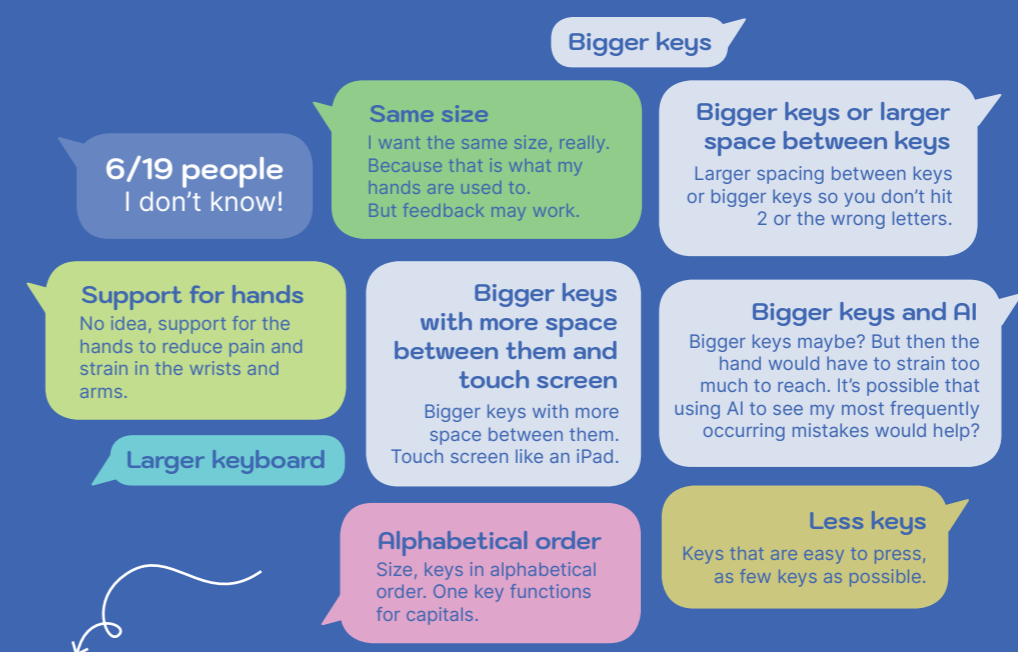 Bigger keys
Same size
I want the same size, really.
Because that is what my
hands are used to.
But feedback may work.
Bigger keys or larger
space between keys
Larger spacing between keys
or bigger keys so you don't hit
2 or the wrong letters.
6/19 people
I don't know!
Support for hands
No idea, support for the
hands to reduce pain and
strain in the wrists and
arms.
Bigger keys
with more space
between them and
touch screen
Bigger keys with more
space between them.
Touch screen like an iPad.
Bigger keys and AI
Bigger keys maybe? But then the
hand would have to strain too
much to reach. It's possible that
using AI to see my most frequently
occurring mistakes would help?
Larger keyboard
Alphabetical order
Size, keys in alphabetical
order. One key functions
for capitals.
Less keys
Keys that are easy to press,
as few keys as possible.